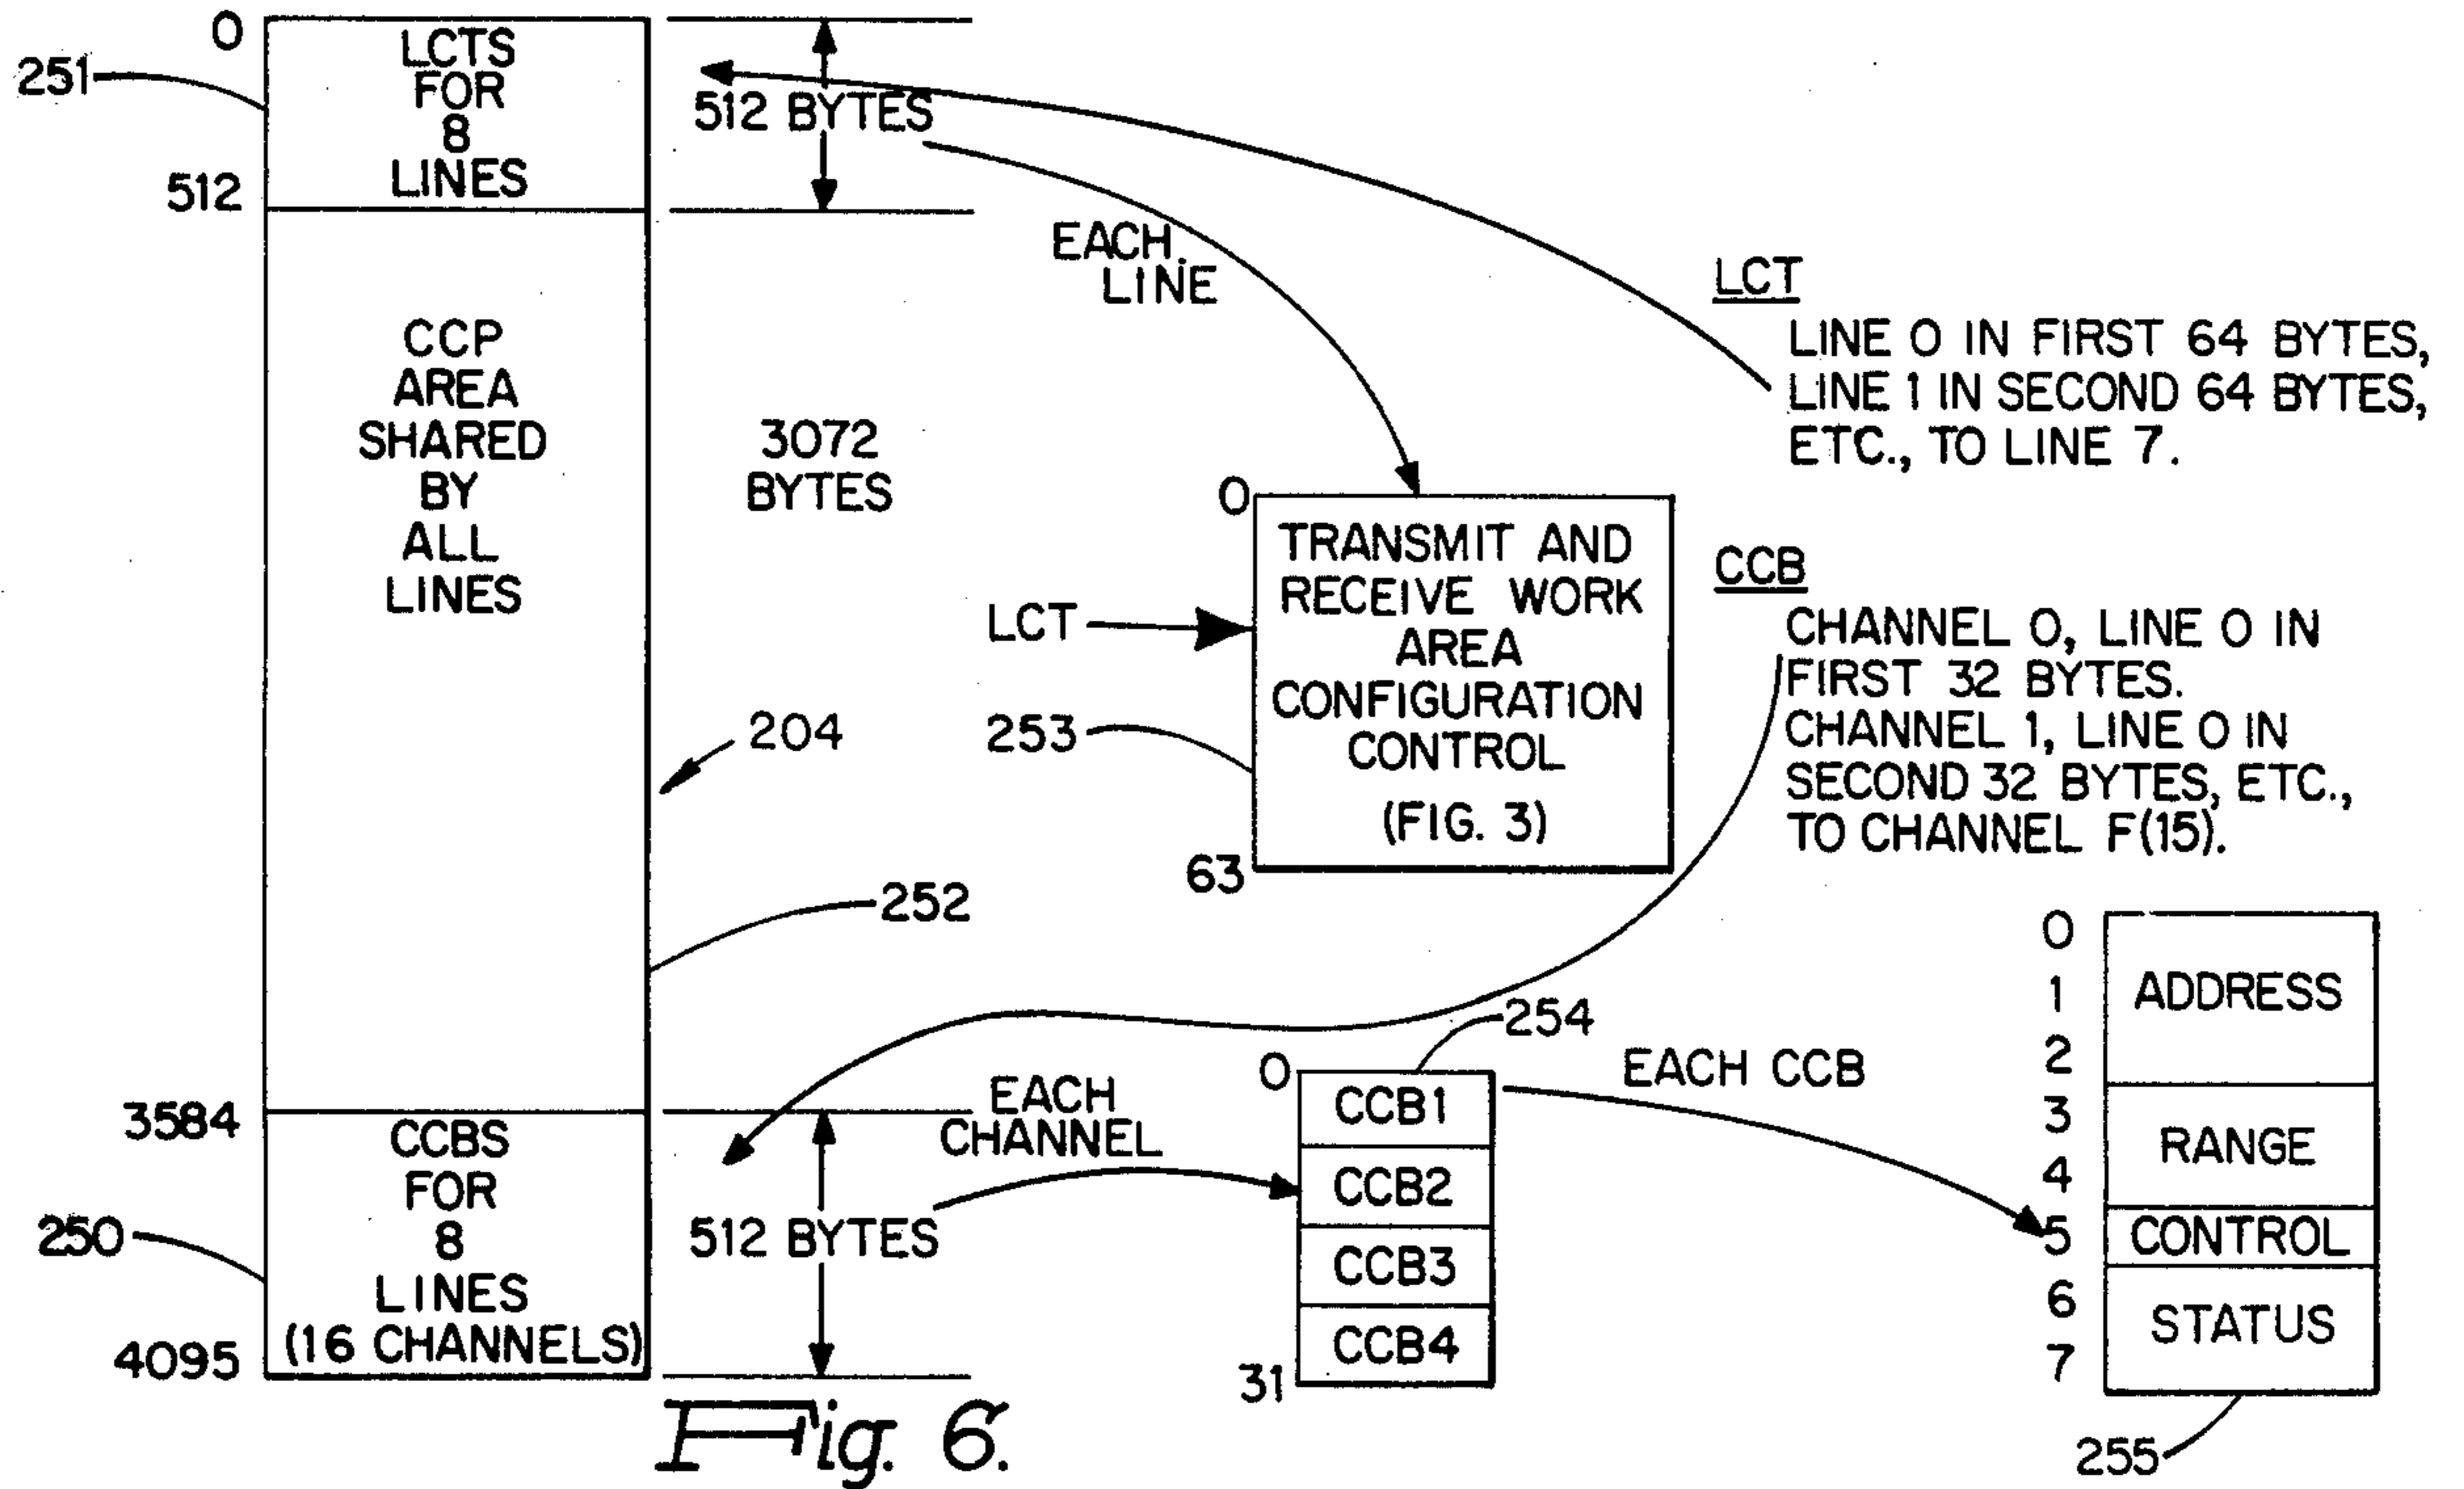 0
251
LCTS
FOR
8
LINES
512
512 BYTES
EACH
LINE
CCP
AREA
SHARED
BY
ALL
LINES
3072
BYTES
204
252
3584
CCBS
FOR
8
LINES
(16 CHANNELS)
250
4095
512 BYTES
EACH
CHANNEL
LCT
LINE 0 IN FIRST 64 BYTES,
LINE 1 IN SECOND 64 BYTES,
ETC., TO LINE 7.
0
TRANSMIT AND
RECEIVE WORK
AREA
CONFIGURATION
CONTROL
(FIG. 3)
63
LCT
253
CCB
CHANNEL 0, LINE 0 IN
FIRST 32 BYTES.
CHANNEL 1, LINE 0 IN
SECOND 32 BYTES, ETC.,
TO CHANNEL F(15).
254
0
CCB1
CCB2
CCB3
CCB4
31
EACH CCB
0
1
2
ADDRESS
3
4
RANGE
5
CONTROL
6
7
STATUS
255
Fig. 6.